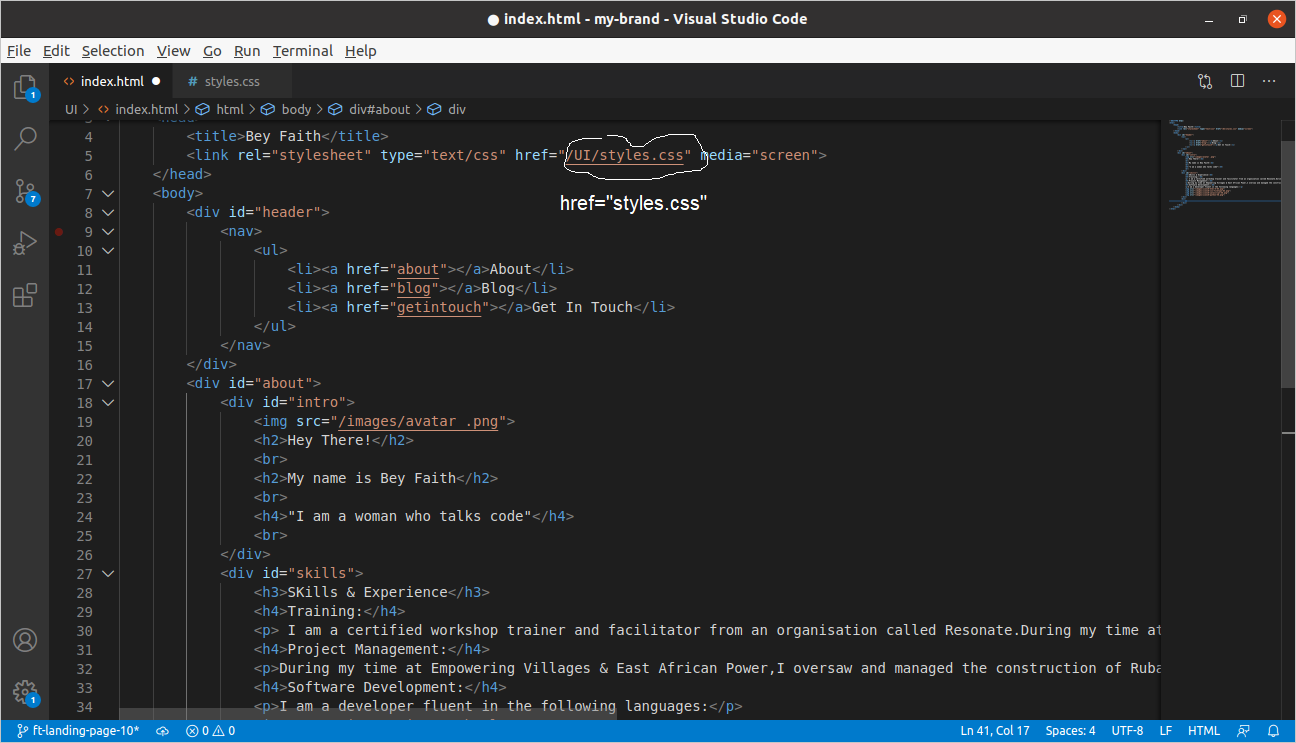 ● index.html - my-brand - Visual Studio Code
File Edit Selection View Go Run Terminal Help
<> index.html ● # styles.css
UI > <> index.html > html > body > div#about > div
1
7
1
3 <head>
4 <title>Bey Faith</title>
5 <link rel="stylesheet" type="text/css" href="/UI/styles.css" media="screen">
6 </head>
href="styles.css"
7 <body>
8 <div id="header">
9 <nav>
10 <ul>
11 <li><a href="about"></a>About</li>
12 <li><a href="blog"></a>Blog</li>
13 <li><a href="getintouch"></a>Get In Touch</li>
14 </ul>
15 </nav>
16 </div>
17 <div id="about">
18 <div id="intro">
19 <img src="/images/avatar .png">
20 <h2>Hey There!</h2>
21 <br>
22 <h2>My name is Bey Faith</h2>
23 <br>
24 <h4>"I am a woman who talks code"</h4>
25 <br>
26 </div>
27 <div id="skills">
28 <h3>SKills & Experience</h3>
29 <h4>Training:</h4>
30 <p> I am a certified workshop trainer and facilitator from an organisation called Resonate.During my time at
31 <h4>Project Management:</h4>
32 <p>During my time at Empowering Villages & East African Power,I oversaw and managed the construction of Ruba
33 <h4>Software Development:</h4>
34 <p>I am a developer fluent in the following languages:</p>
ft-landing-page-10* 0 0 Ln 41, Col 17 Spaces: 4 UTF-8 LF HTML